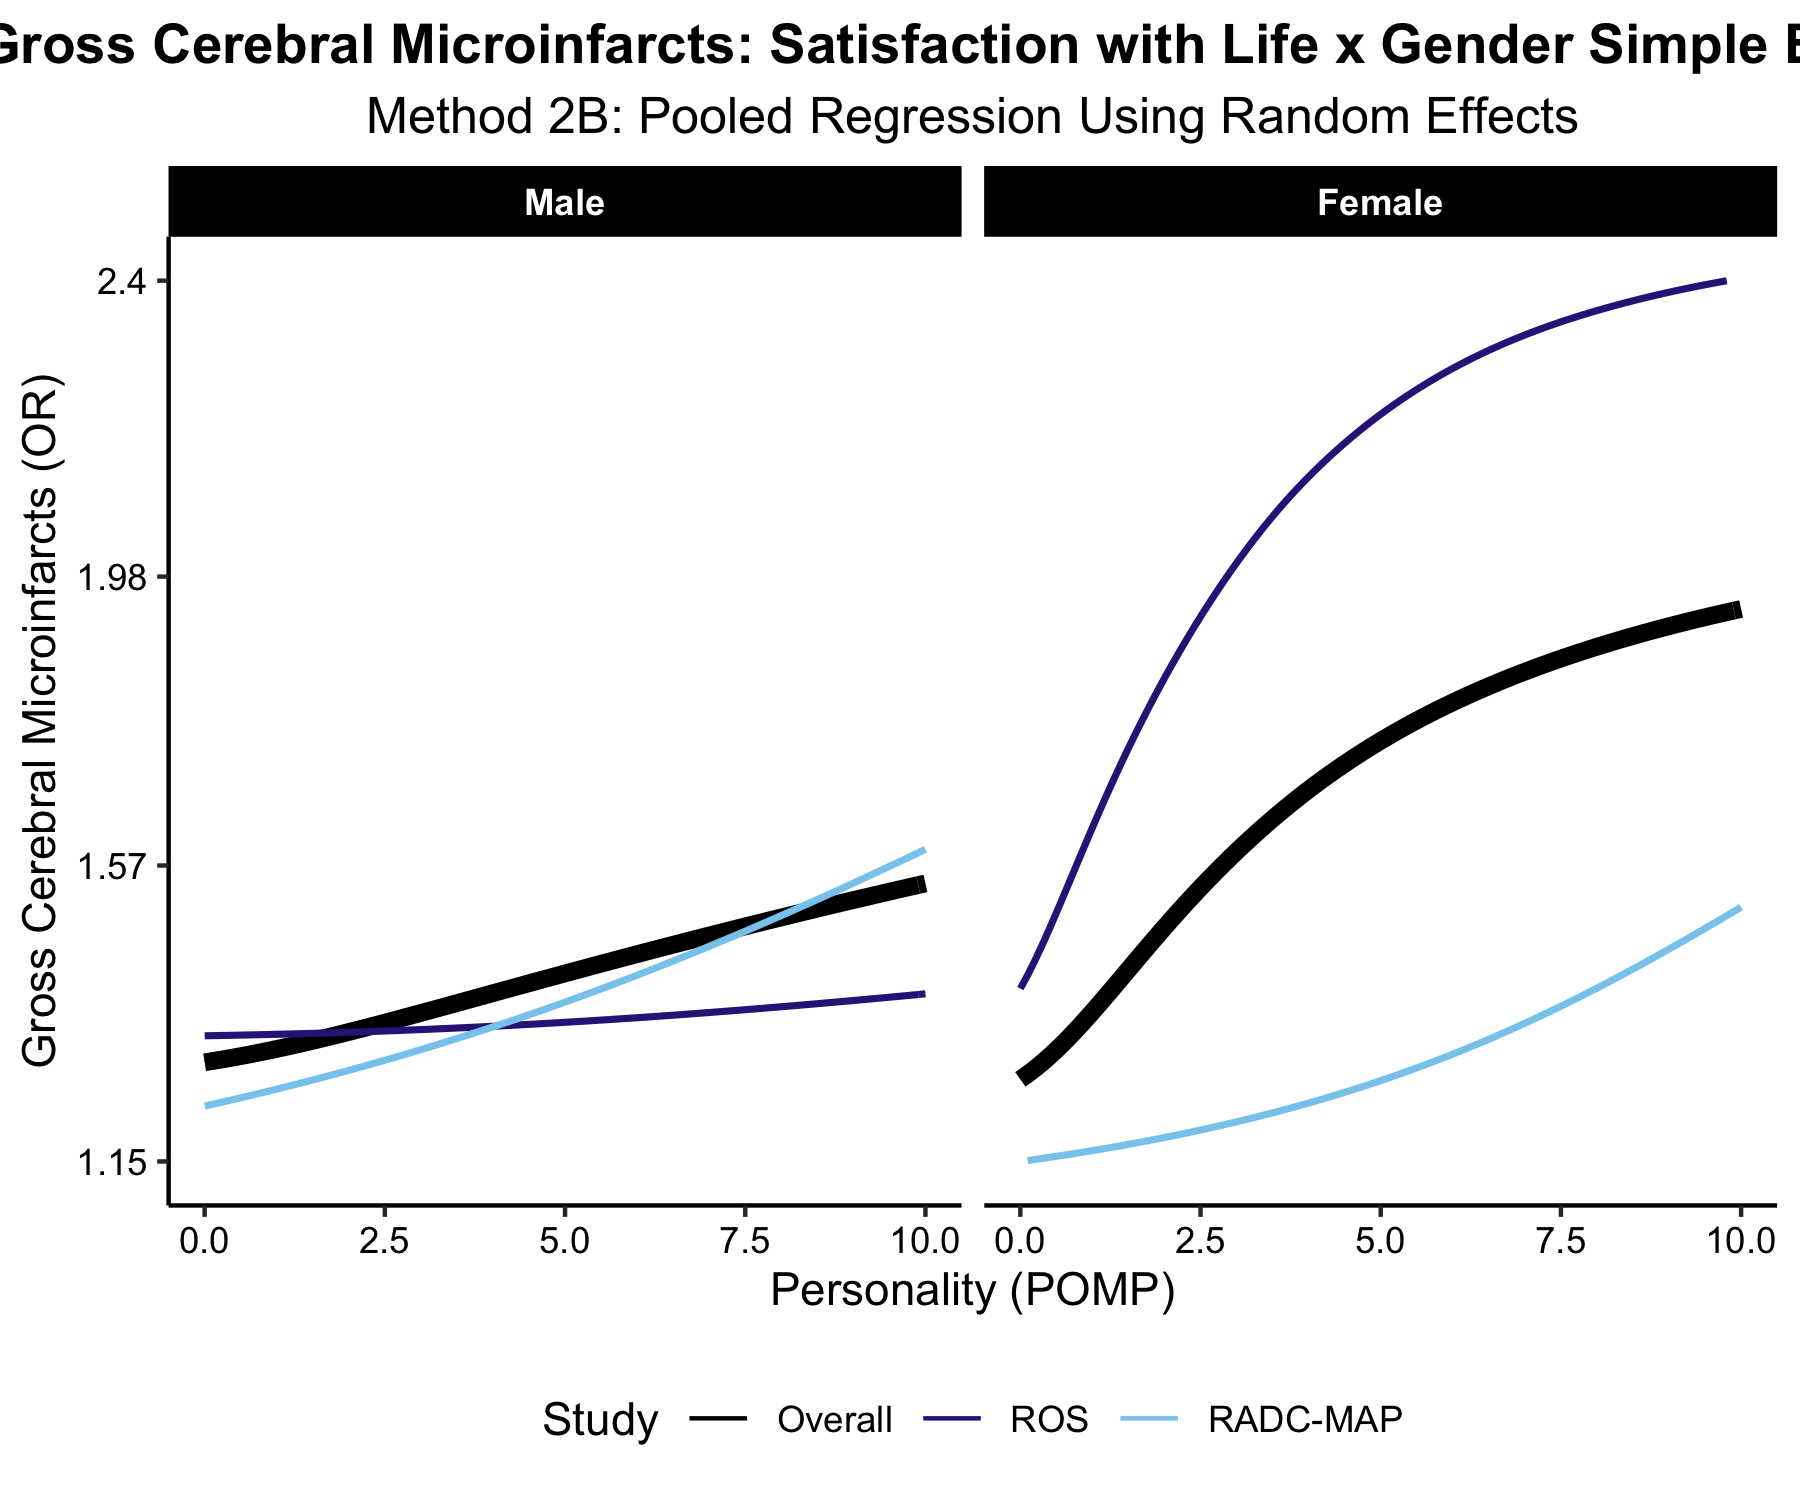 Gross Cerebral Microinfarcts: Satisfaction with Life x Gender Simple
Method 2B: Pooled Regression Using Random Effects
Male
Female
Gross Cerebral Microinfarcts (OR)
2.4
1.98
1.57
1.15
0.0 2.5 5.0 7.5 10.0
0.0 2.5 5.0 7.5 10.0
Personality (POMP)
Study Overall ROS RADC-MAP